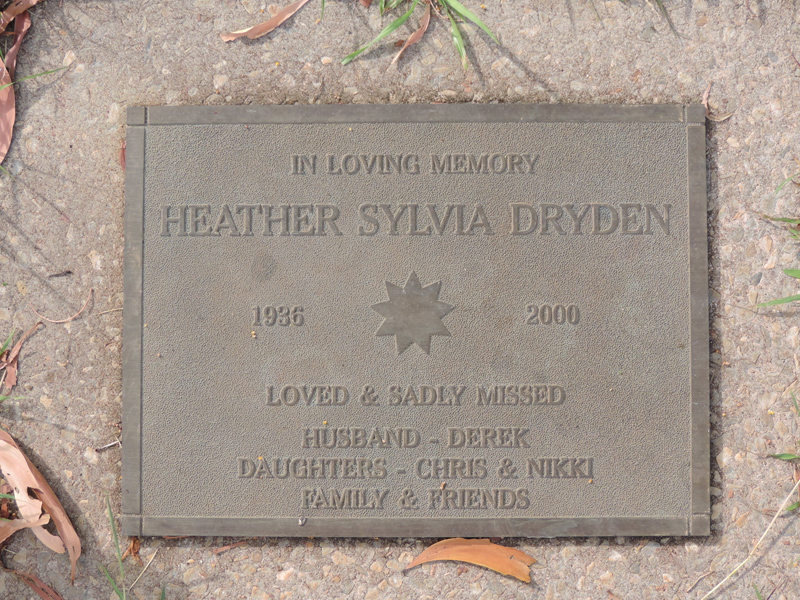 IN LOVING MEMORY
HEATHER SYLVIA DRYDEN
1936 2000
LOVED & SADLY MISSED
HUSBAND - DEREK
DAUGHTERS - CHRIS & NIKKI
FAMILY & FRIENDS